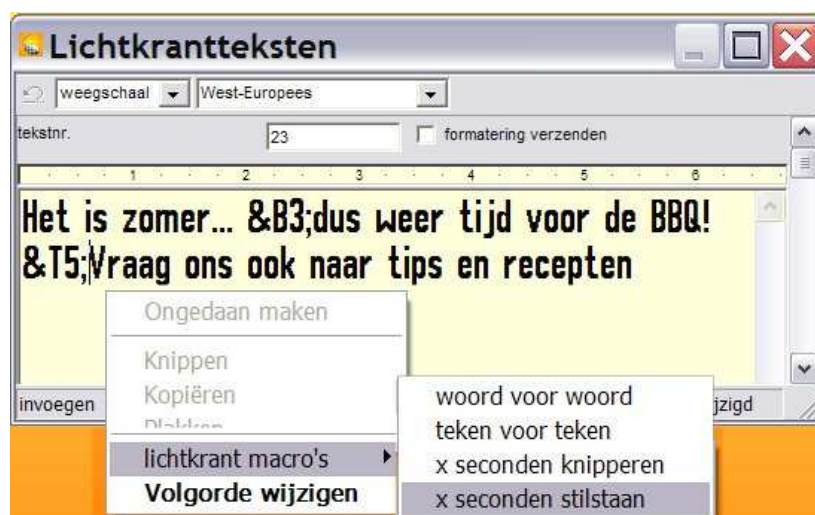 Lichtkrantteksten
weegschaal West-Europees
tekstnr. 23 formatering verzenden
1 2 3 4 5 6
Het is zomer... &B3;dus weer tijd voor de BBQ!
&T5;Vraag ons ook naar tips en recepten
Ongedaan maken
Knippen
Kopiëren
Plakken
invoegen jzigd
lichtkrant macro's
Volgorde wijzigen
woord voor woord
teken voor teken
x seconden knipperen
x seconden stilstaan